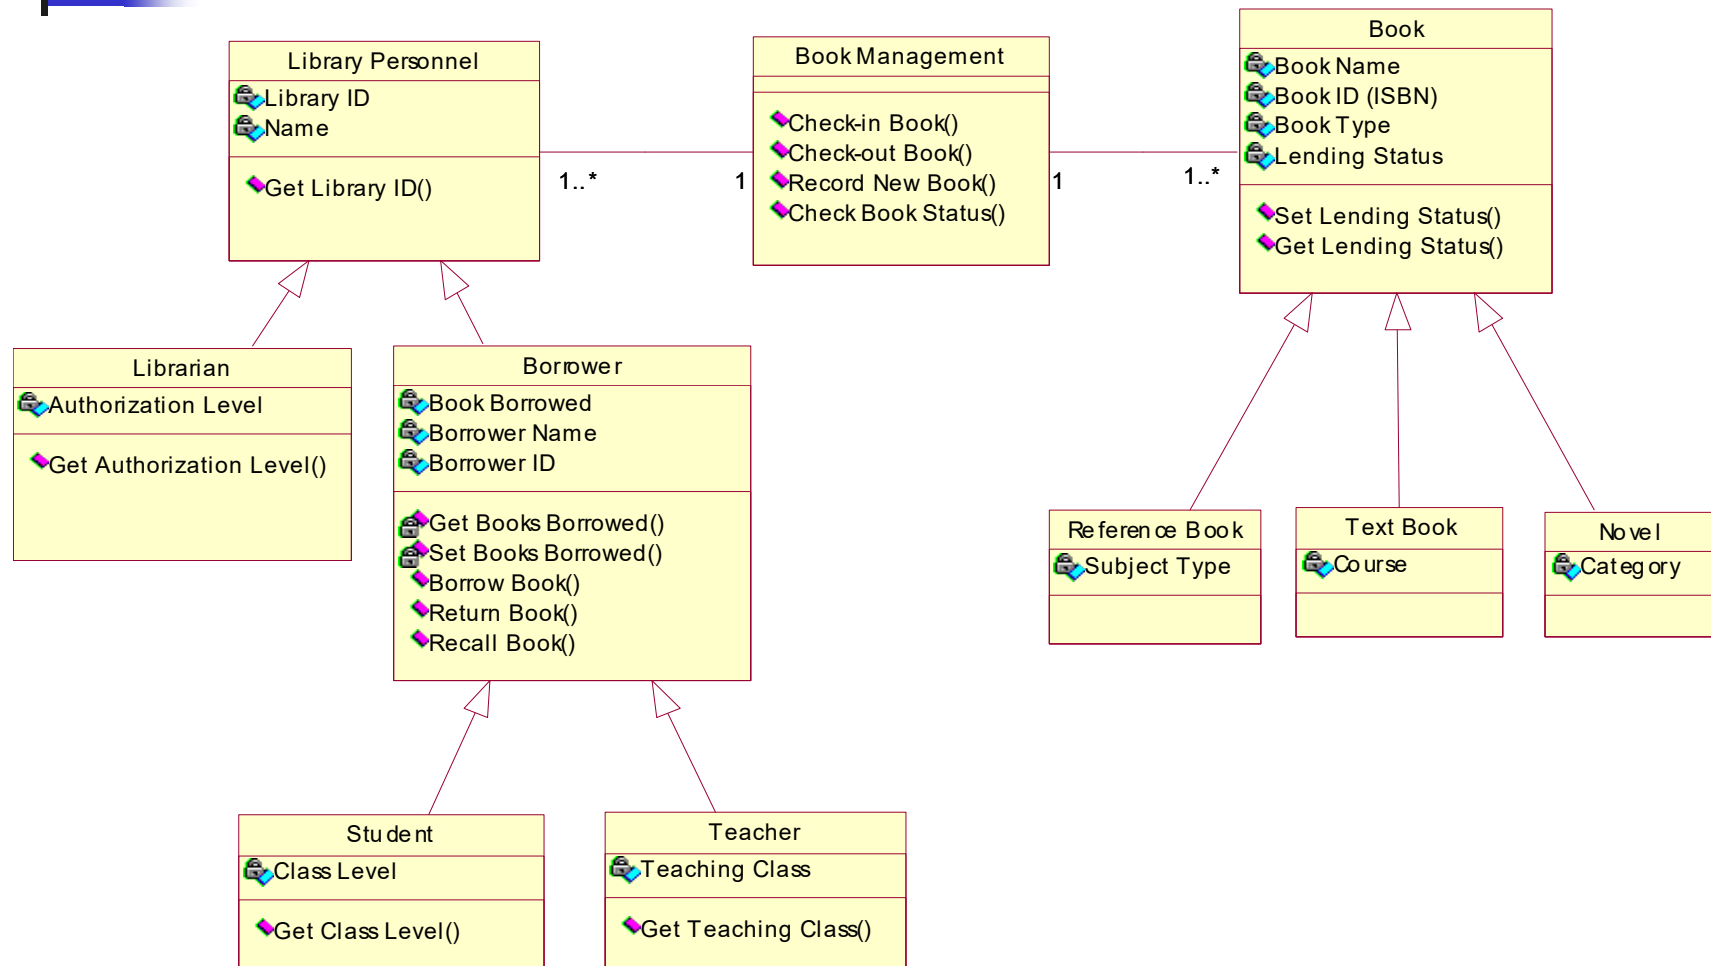 Library Personnel
Library ID
Name
Get Library ID()
1..*
1
Book Management
Check-in Book()
Check-out Book()
Record New Book()
Check Book Status()
1
1..*
Book
Book Name
Book ID (ISBN)
Book Type
Lending Status
Set Lending Status()
Get Lending Status()
Librarian
Authorization Level
Get Authorization Level()
Borrower
Book Borrowed
Borrower Name
Borrower ID
Get Books Borrowed()
Set Books Borrowed()
Borrow Book()
Return Book()
Recall Book()
Reference Book
Subject Type
Text Book
Course
Novel
Category
Student
Class Level
Get Class Level()
Teacher
Teaching Class
Get Teaching Class()